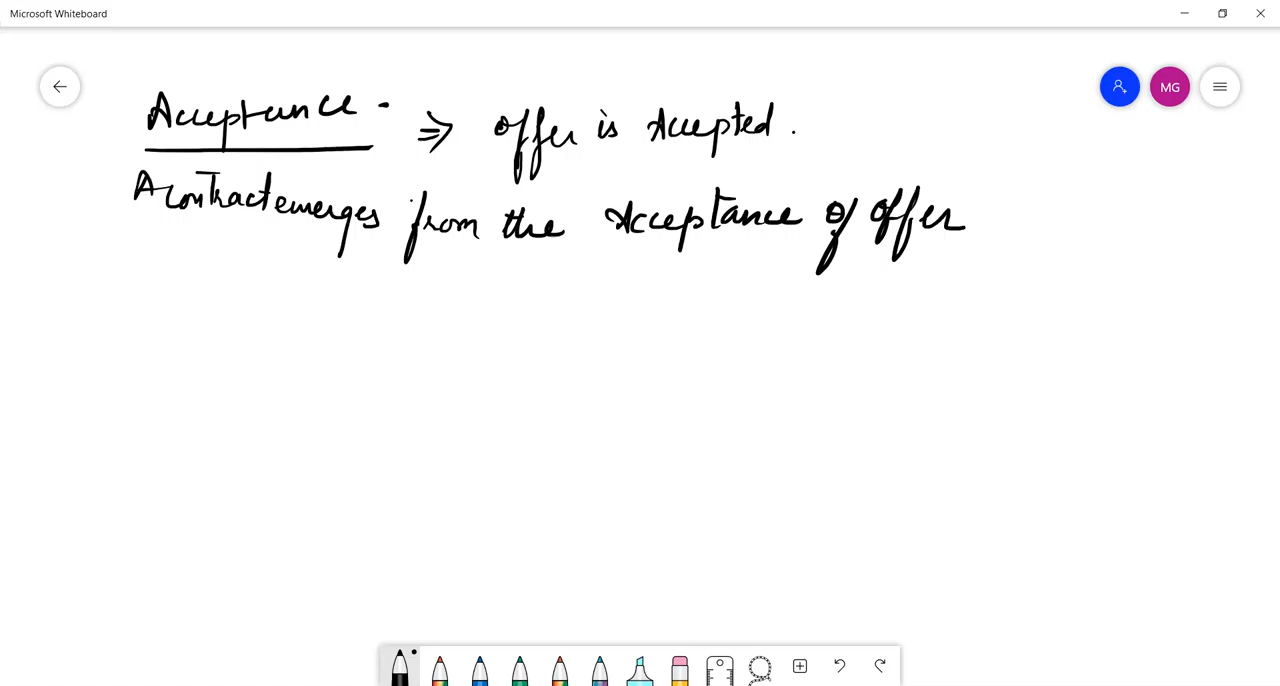 Microsoft Whiteboard
MG
Acceptance. ⇒ offer is Accepted.
A contract emerges from the Acceptance of offer